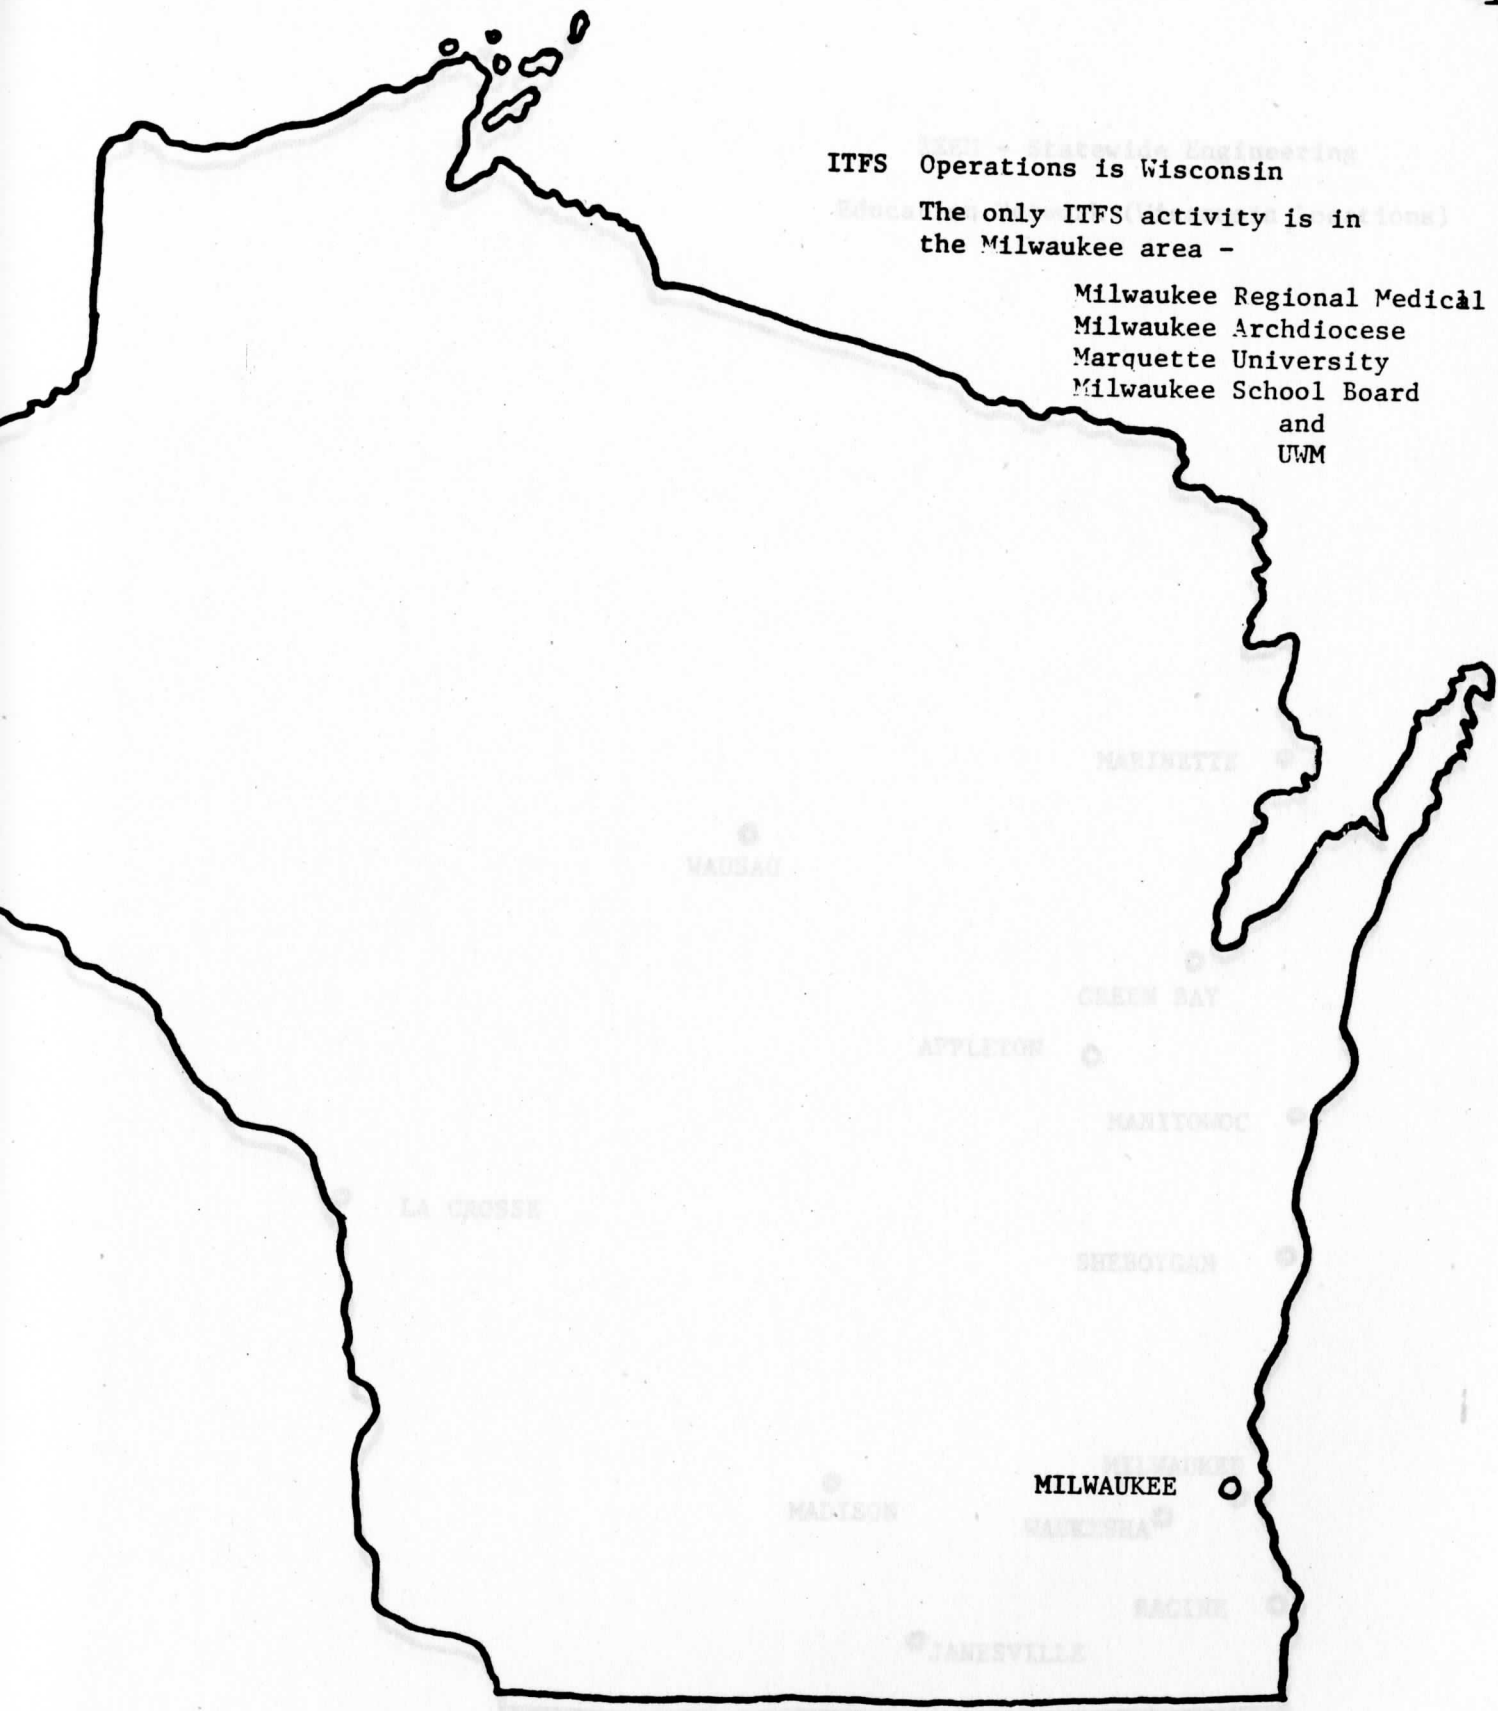 ITFS Operations is Wisconsin
The only ITFS activity is in
the Milwaukee area -
Milwaukee Regional Medical
Milwaukee Archdiocese
Marquette University
Milwaukee School Board
and
UWM
Statewide Engineering
MARINETTE
WAUSAU
GREEN BAY
APPLETON
MANITOWOC
LA CROSSE
SHEBOYGAN
MILWAUKEE
MILWAUKEE
MADISON
WAUKESHA
RACINE
JANESVILLE